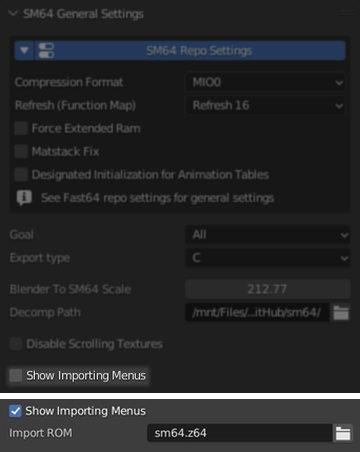 SM64 General Settings
SM64 Repo Settings
Compression Format MIO0
Refresh (Function Map) Refresh 16
Force Extended Ram
Matstack Fix
Designated Initialization for Animation Tables
See Fast64 repo settings for general settings
Goal All
Export type C
Blender To SM64 Scale 212.77
Decomp Path /mnt/Files/...itHub/sm64/
Disable Scrolling Textures
Show Importing Menus
Show Importing Menus
Import ROM sm64.z64